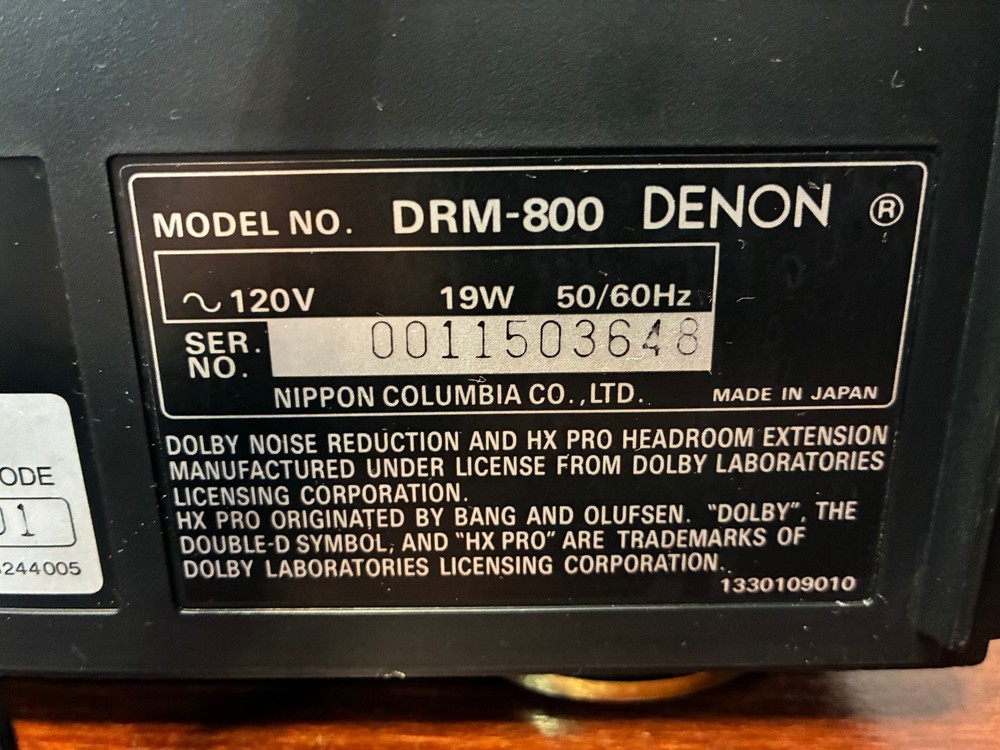 MODEL NO. DRM-800 DENON ®
~ 120V 19W 50/60Hz
SER. NO. 0011503648
NIPPON COLUMBIA CO.,LTD. MADE IN JAPAN
DOLBY NOISE REDUCTION AND HX PRO HEADROOM EXTENSION
MANUFACTURED UNDER LICENSE FROM DOLBY LABORATORIES
LICENSING CORPORATION.
HX PRO ORIGINATED BY BANG AND OLUFSEN. "DOLBY", THE
DOUBLE-D SYMBOL, AND "HX PRO" ARE TRADEMARKS OF
DOLBY LABORATORIES LICENSING CORPORATION.
1330109010
ODE
1
244005